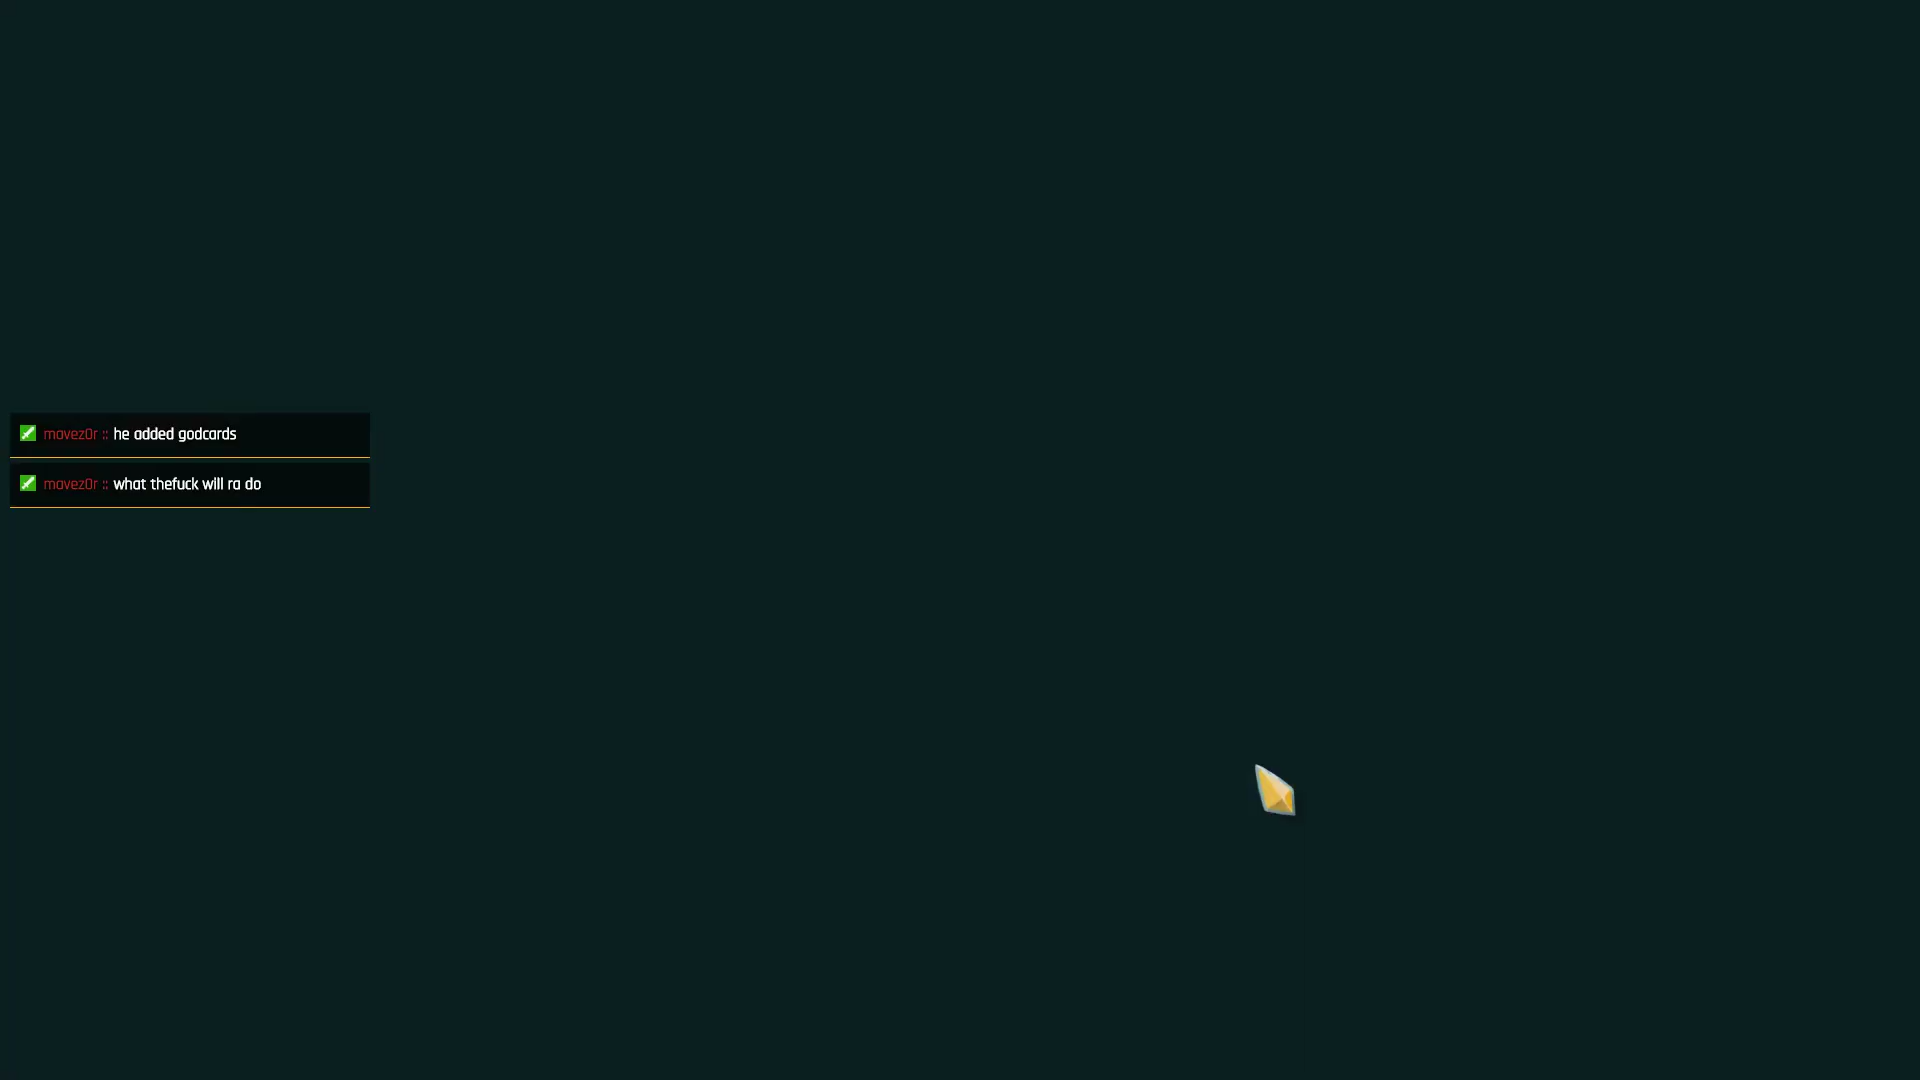 movez0r :: he added godcards
movez0r :: what thefuck will ra do